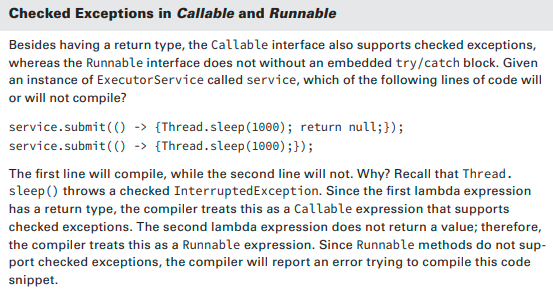 Checked Exceptions in Callable and Runnable
Besides having a return type, the Callable interface also supports checked exceptions,
whereas the Runnable interface does not without an embedded try/catch block. Given
an instance of ExecutorService called service, which of the following lines of code will
or will not compile?
service.submit(() -> {Thread.sleep(1000); return null;});
service.submit(() -> {Thread.sleep(1000);});
The first line will compile, while the second line will not. Why? Recall that Thread.
sleep() throws a checked InterruptedException. Since the first lambda expression
has a return type, the compiler treats this as a Callable expression that supports
checked exceptions. The second lambda expression does not return a value; therefore,
the compiler treats this as a Runnable expression. Since Runnable methods do not sup-
port checked exceptions, the compiler will report an error trying to compile this code
snippet.